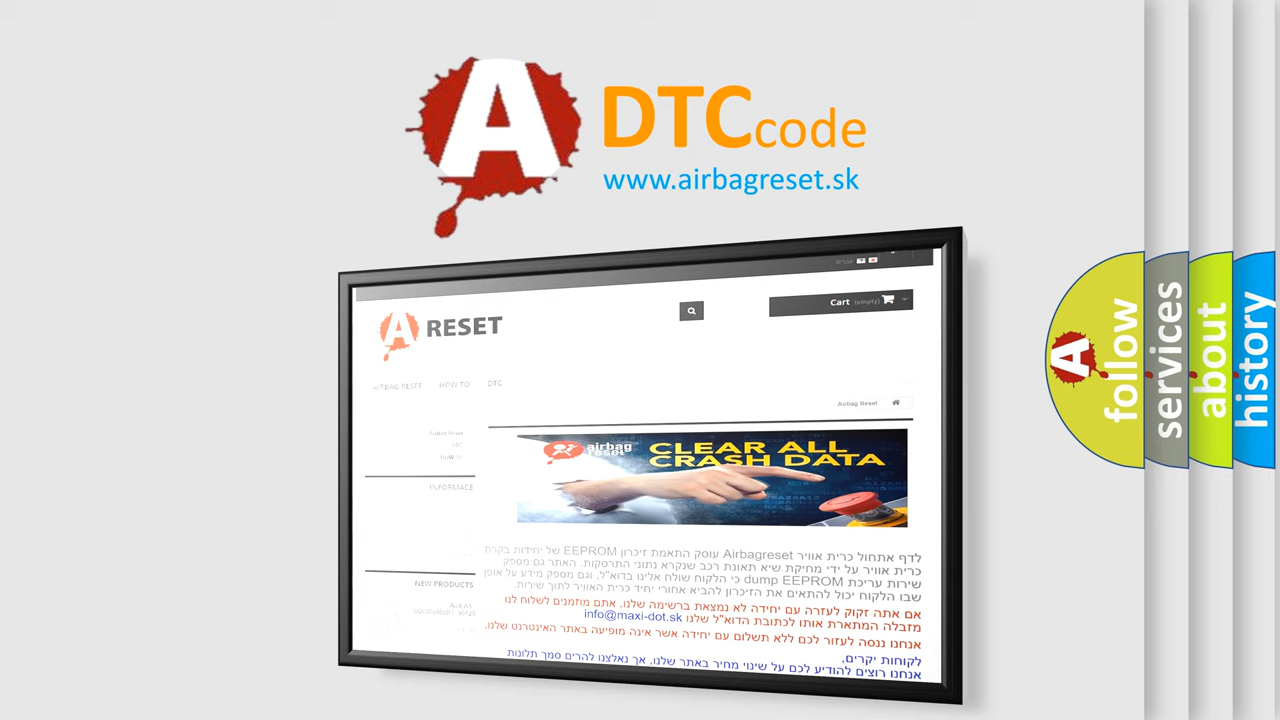 A DTC code
www.airbagreset.sk
עברית
Cart (empty)
A RESET
AIRBAG RESET HOW TO DTC
Airbag Reset
Airbag Reset
HOW TO
INFORMACE
NEW PRODUCTS
airbag reset
CLEAR ALL
CRASH DATA
לדף אתחול כרית אוויר Airbagreset עוסק התאמת זיכרון EEPROM של יחידות בקרת
כרית אוויר על ידי מחיקת שיא תאונת רכב שנקרא נתוני התרסקות. האתר גם מספק
שירות עריכת dump EEPROM כי הלקוח שולח אלינו בדוא"ל, וגם מספק מידע על אופן
שבו הלקוח יכול להתאים את הזיכרון להביא אחורי יחיד כרית האוויר לתוך שירות.
אם אתה זקוק לעזרה עם יחידה לא נמצאת ברשימה שלנו, אתם מוזמנים לשלוח לנו
מזבלה המתארת אותו לכתובת הדוא"ל שלנו info@maxi-dot.sk
אנחנו ננסה לעזור לכם ללא תשלום עם יחידה אשר אינה מופיעה באתר האינטרנט שלנו.
לקוחות יקרים,
אנחנו רוצים להודיע לכם על שינוי מחיר באתר שלנו, אך נאלצנו להרים סמך תלונות
A follow
services
about
history